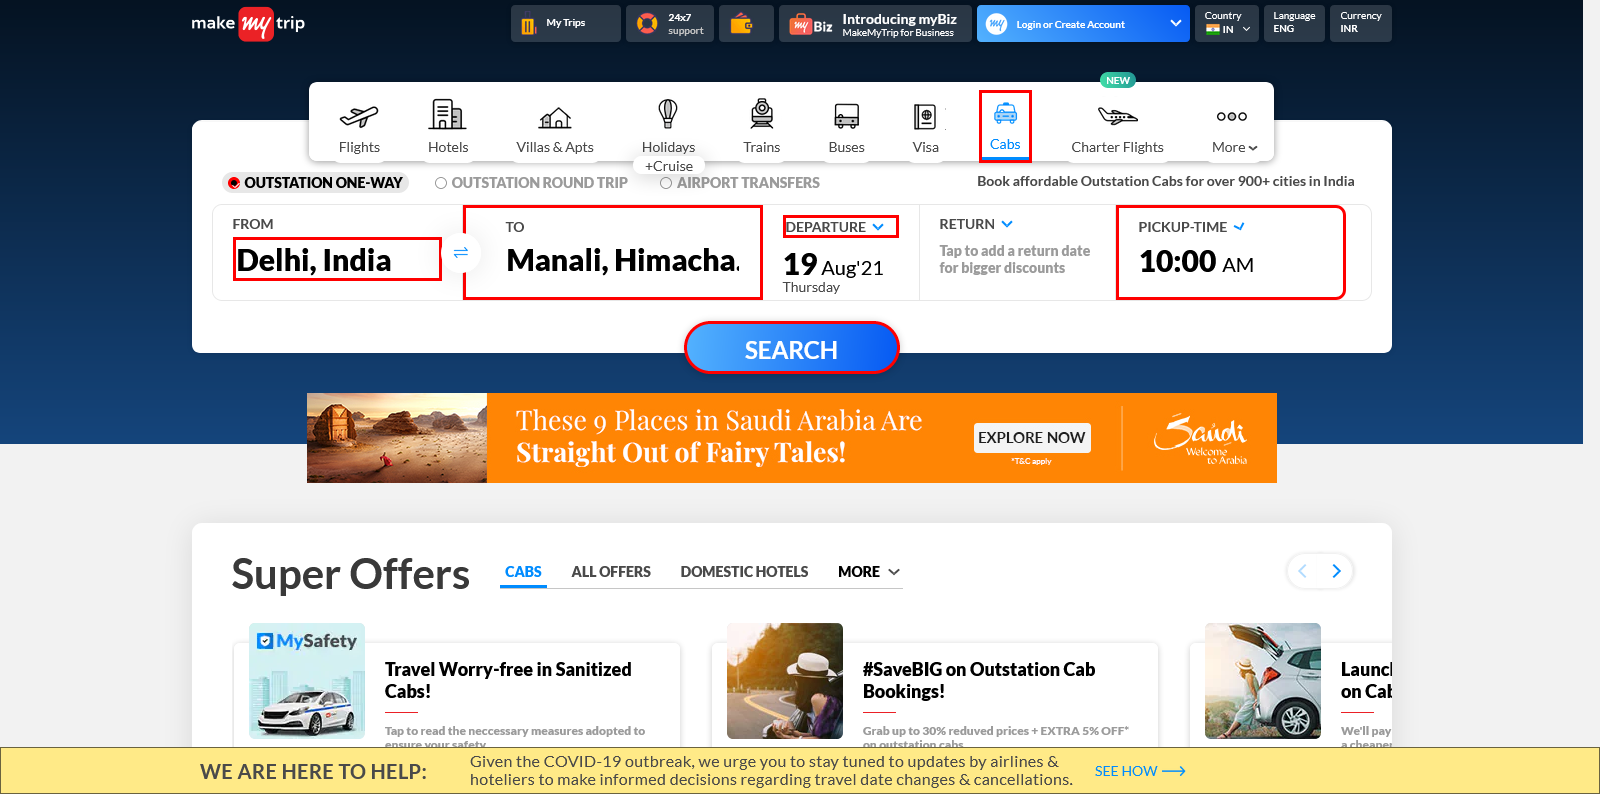 make my trip
My Trips
24x7
support
my Biz
Introducing myBiz
MakeMyTrip for Business
my
Login or Create Account
Country
IN
Language
ENG
Currency
INR
NEW
Flights
Hotels
Villas & Apts
Holidays
+Cruise
Trains
Buses
Visa
Cabs
Charter Flights
More
OUTSTATION ONE-WAY
OUTSTATION ROUND TRIP
AIRPORT TRANSFERS
Book affordable Outstation Cabs for over 900+ cities in India
FROM
Delhi, India
TO
Manali, Himacha.
DEPARTURE
19 Aug'21
Thursday
RETURN
Tap to add a return date
for bigger discounts
PICKUP-TIME
10:00 AM
SEARCH
These 9 Places in Saudi Arabia Are
Straight Out of Fairy Tales!
EXPLORE NOW
*T&C apply
Saudi
Welcome
to Arabia
Super Offers
CABS
ALL OFFERS
DOMESTIC HOTELS
MORE
MySafety
Travel Worry-free in Sanitized
Cabs!
Tap to read the neccessary measures adopted to
ensure your safety
#SaveBIG on Outstation Cab
Bookings!
Grab up to 30% reduved prices + EXTRA 5% OFF*
on outstation cabs
Launc
on Cab
We'll pay
a cheaper
WE ARE HERE TO HELP:
Given the COVID-19 outbreak, we urge you to stay tuned to updates by airlines &
hoteliers to make informed decisions regarding travel date changes & cancellations.
SEE HOW